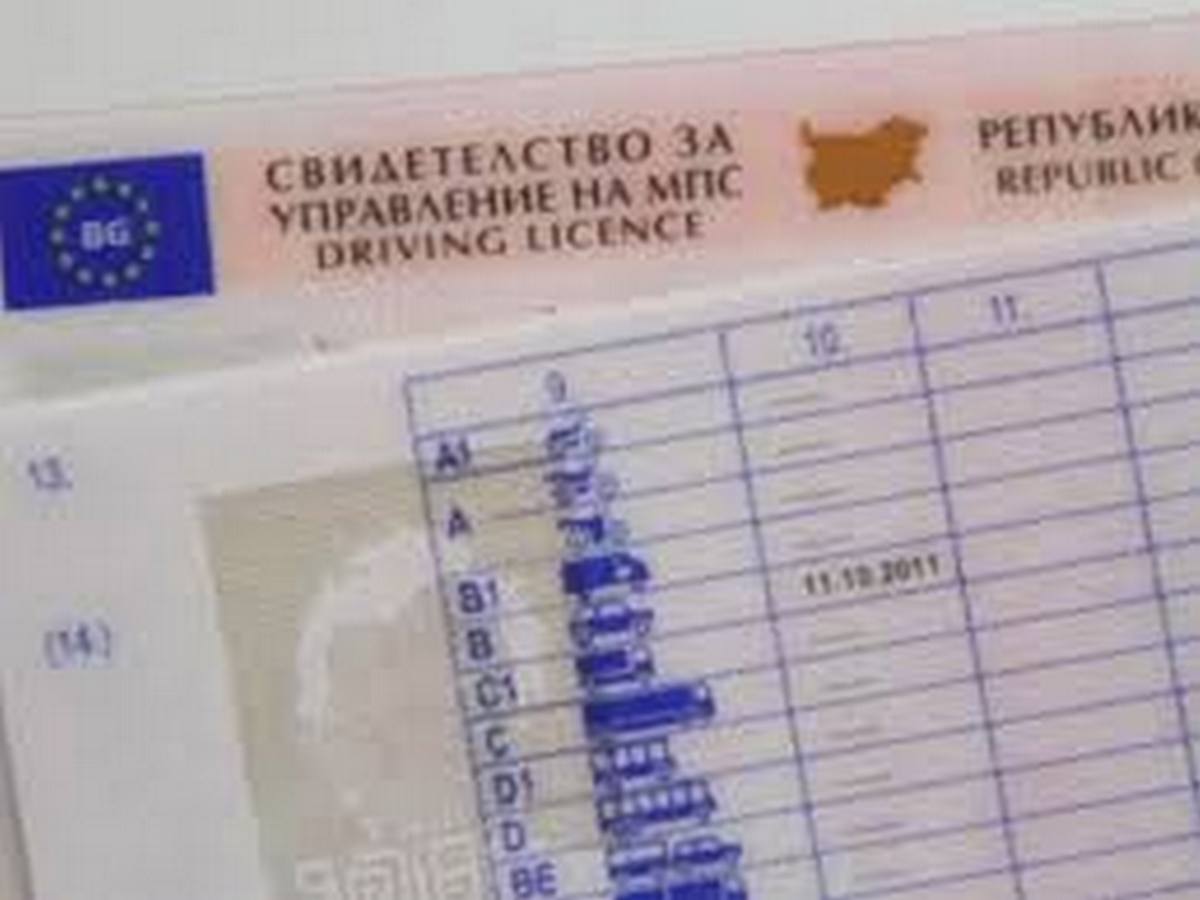 BG
СВИДЕТЕЛСТВО ЗА
УПРАВЛЕНИЕ НА МПС
DRIVING LICENCE
РЕПУБЛИК
REPUBLIC
9
10.
11.
13.
A1
A
B1
11.10.2011
(14.)
B
C1
C
D1
D
BE